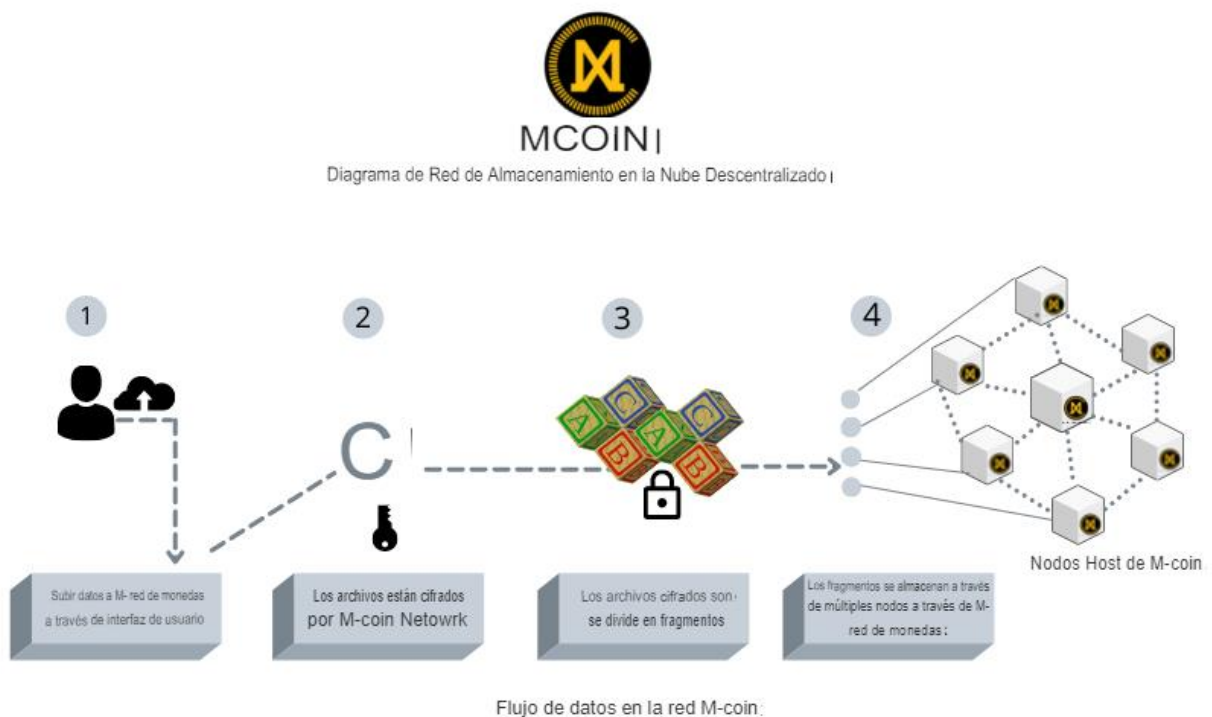 MCOIN
Diagrama de Red de Almacenamiento en la Nube Descentralizado
1
2
3
4
C
A
C
B
A
C
B
Subir datos a M- red de monedas
a través de interfaz de usuario
Los archivos están cifrados
por M-coin Netowrk
Los archivos cifrados son
se divide en fragmentos
Los fragmentos se almacenan a través
de múltiples nodos a través de M-
red de monedas:
Nodos Host de M-coin
Flujo de datos en la red M-coin: